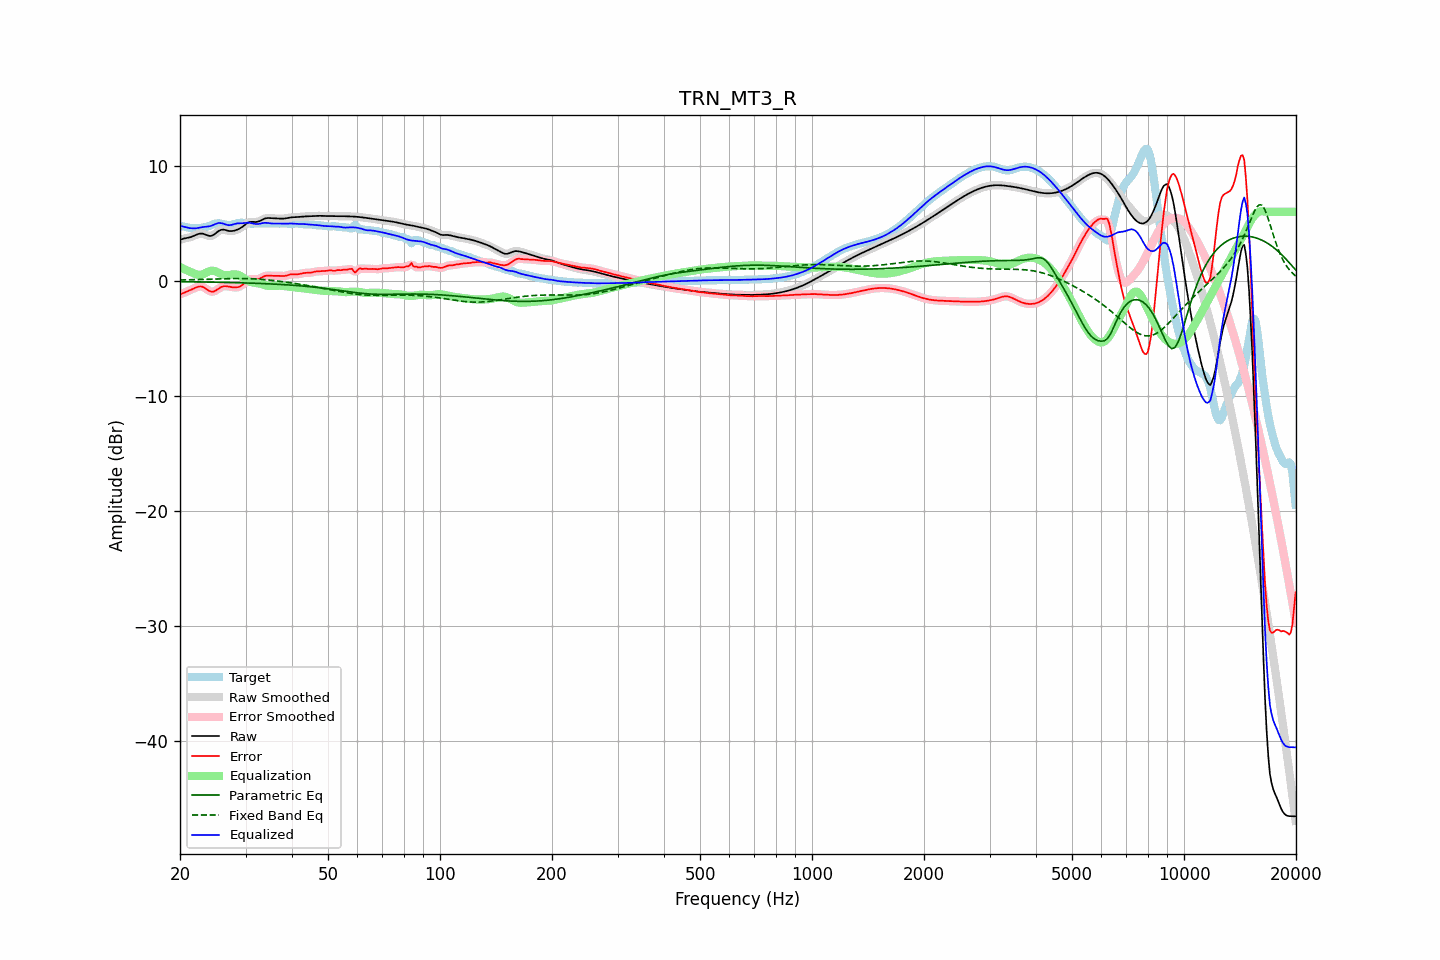 TRN_MT3_R
Amplitude (dBr)
10
0
−10
−20
−30
−40
Target
Raw Smoothed
Error Smoothed
Raw
Error
Equalization
Parametric Eq
Fixed Band Eq
Equalized
20 50 100 200 500 1000 2000 5000 10000 20000
Frequency (Hz)